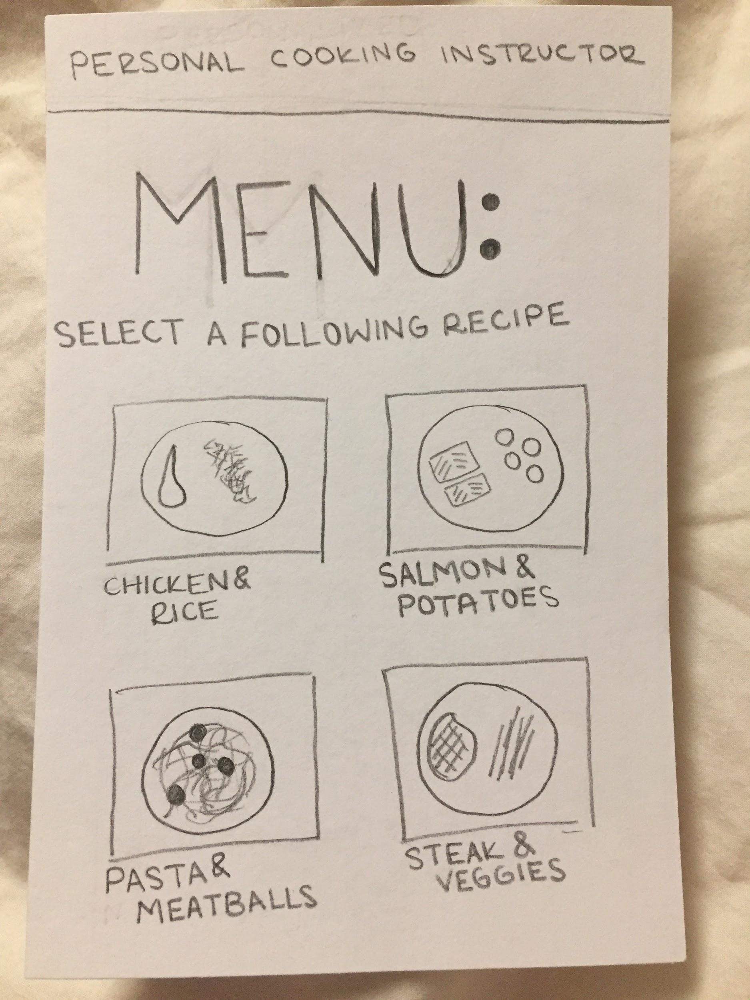 PERSONAL COOKING INSTRUCTOR
MENU:
SELECT A FOLLOWING RECIPE
CHICKEN &
RICE
SALMON &
POTATOES
PASTA &
MEATBALLS
STEAK &
VEGGIES